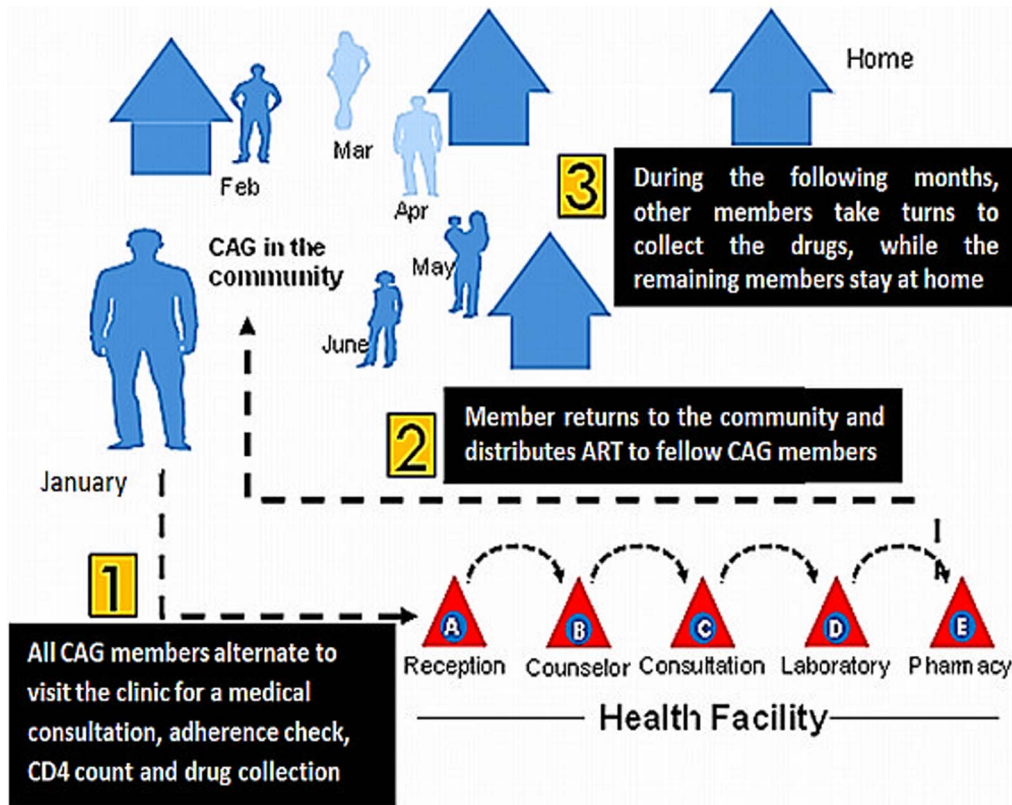 Home
Feb
Mar
Apr
May
June
January
CAG in the
community
3
During the following months,
other members take turns to
collect the drugs, while the
remaining members stay at home
2
Member returns to the community and
distributes ART to fellow CAG members
1
All CAG members alternate to
visit the clinic for a medical
consultation, adherence check,
CD4 count and drug collection
A
B
C
D
E
Reception
Counselor
Consultation
Laboratory
Pharmacy
Health Facility